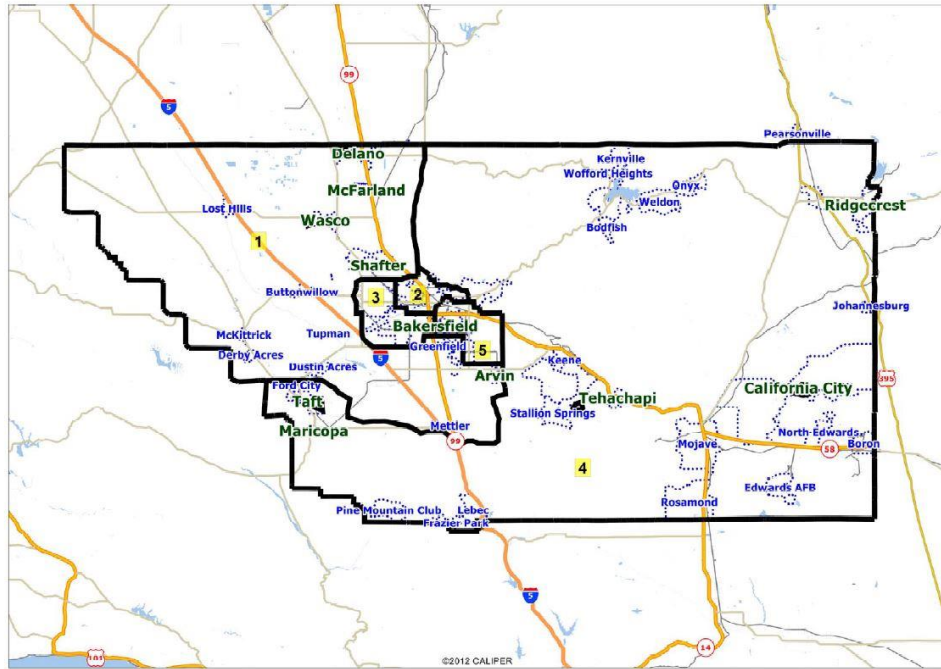 99
5
Pearsonville
Delano
Kernville
Wofford Heights
McFarland
Onyx
Ridgecrest
Weldon
Lost Hills
Wasco
Bodfish
1
Shafter
Buttonwillow
3
2
Johannesburg
McKittrick
Tupman
Bakersfield
Derby Acres
Greenfield
5
5
Keene
Dustin Acres
Arvin
395
Ford City
Tehachapi
California City
Taft
Stallion Springs
Maricopa
Mettler
North Edwards
99
Mojave
58
Boron
4
Edwards AFB
Rosamond
Pine Mountain Club
Lebec
Frazier Park
5
14
101
©2012 CALIPER